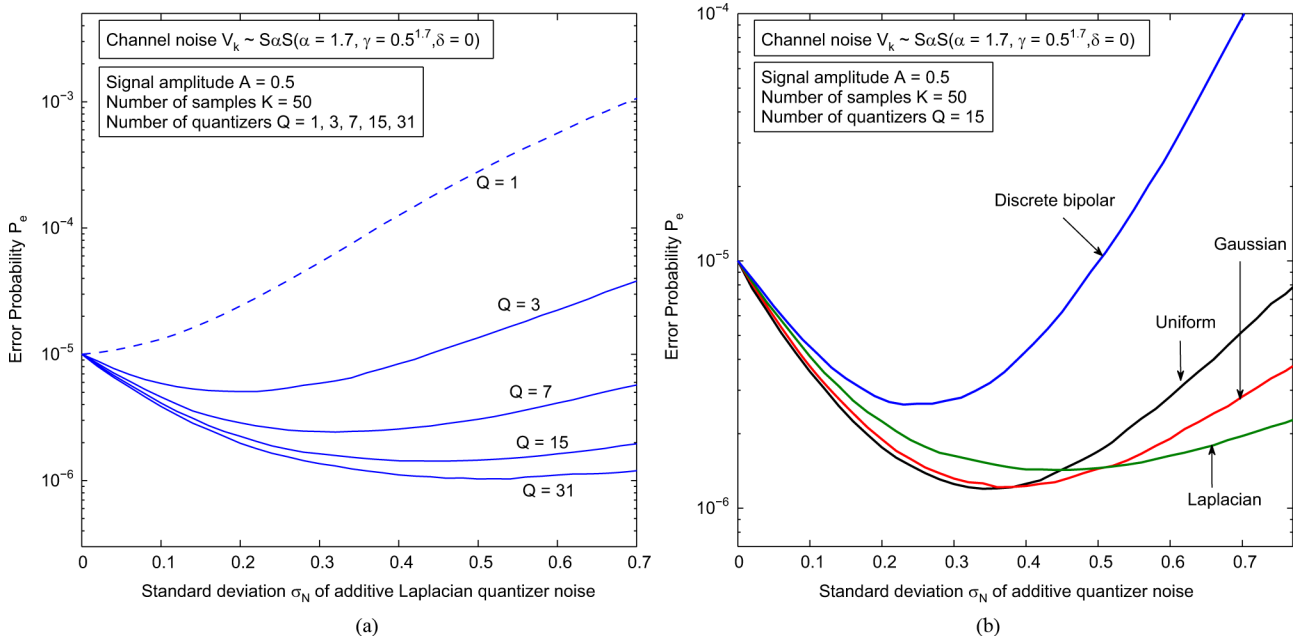 Channel noise Vk ~ SαS(α = 1.7, γ = 0.5^1.7,δ = 0)
Signal amplitude A = 0.5
Number of samples K = 50
Number of quantizers Q = 1, 3, 7, 15, 31
Error Probability Pe
10^-3
10^-4
10^-5
10^-6
Q = 1
Q = 3
Q = 7
Q = 15
Q = 31
0 0.1 0.2 0.3 0.4 0.5 0.6 0.7
Standard deviation σN of additive Laplacian quantizer noise
(a)
Channel noise Vk ~ SαS(α = 1.7, γ = 0.5^1.7,δ = 0)
Signal amplitude A = 0.5
Number of samples K = 50
Number of quantizers Q = 15
Error Probability Pe
10^-4
10^-5
10^-6
Discrete bipolar
Gaussian
Uniform
Laplacian
0 0.1 0.2 0.3 0.4 0.5 0.6 0.7
Standard deviation σN of additive quantizer noise
(b)